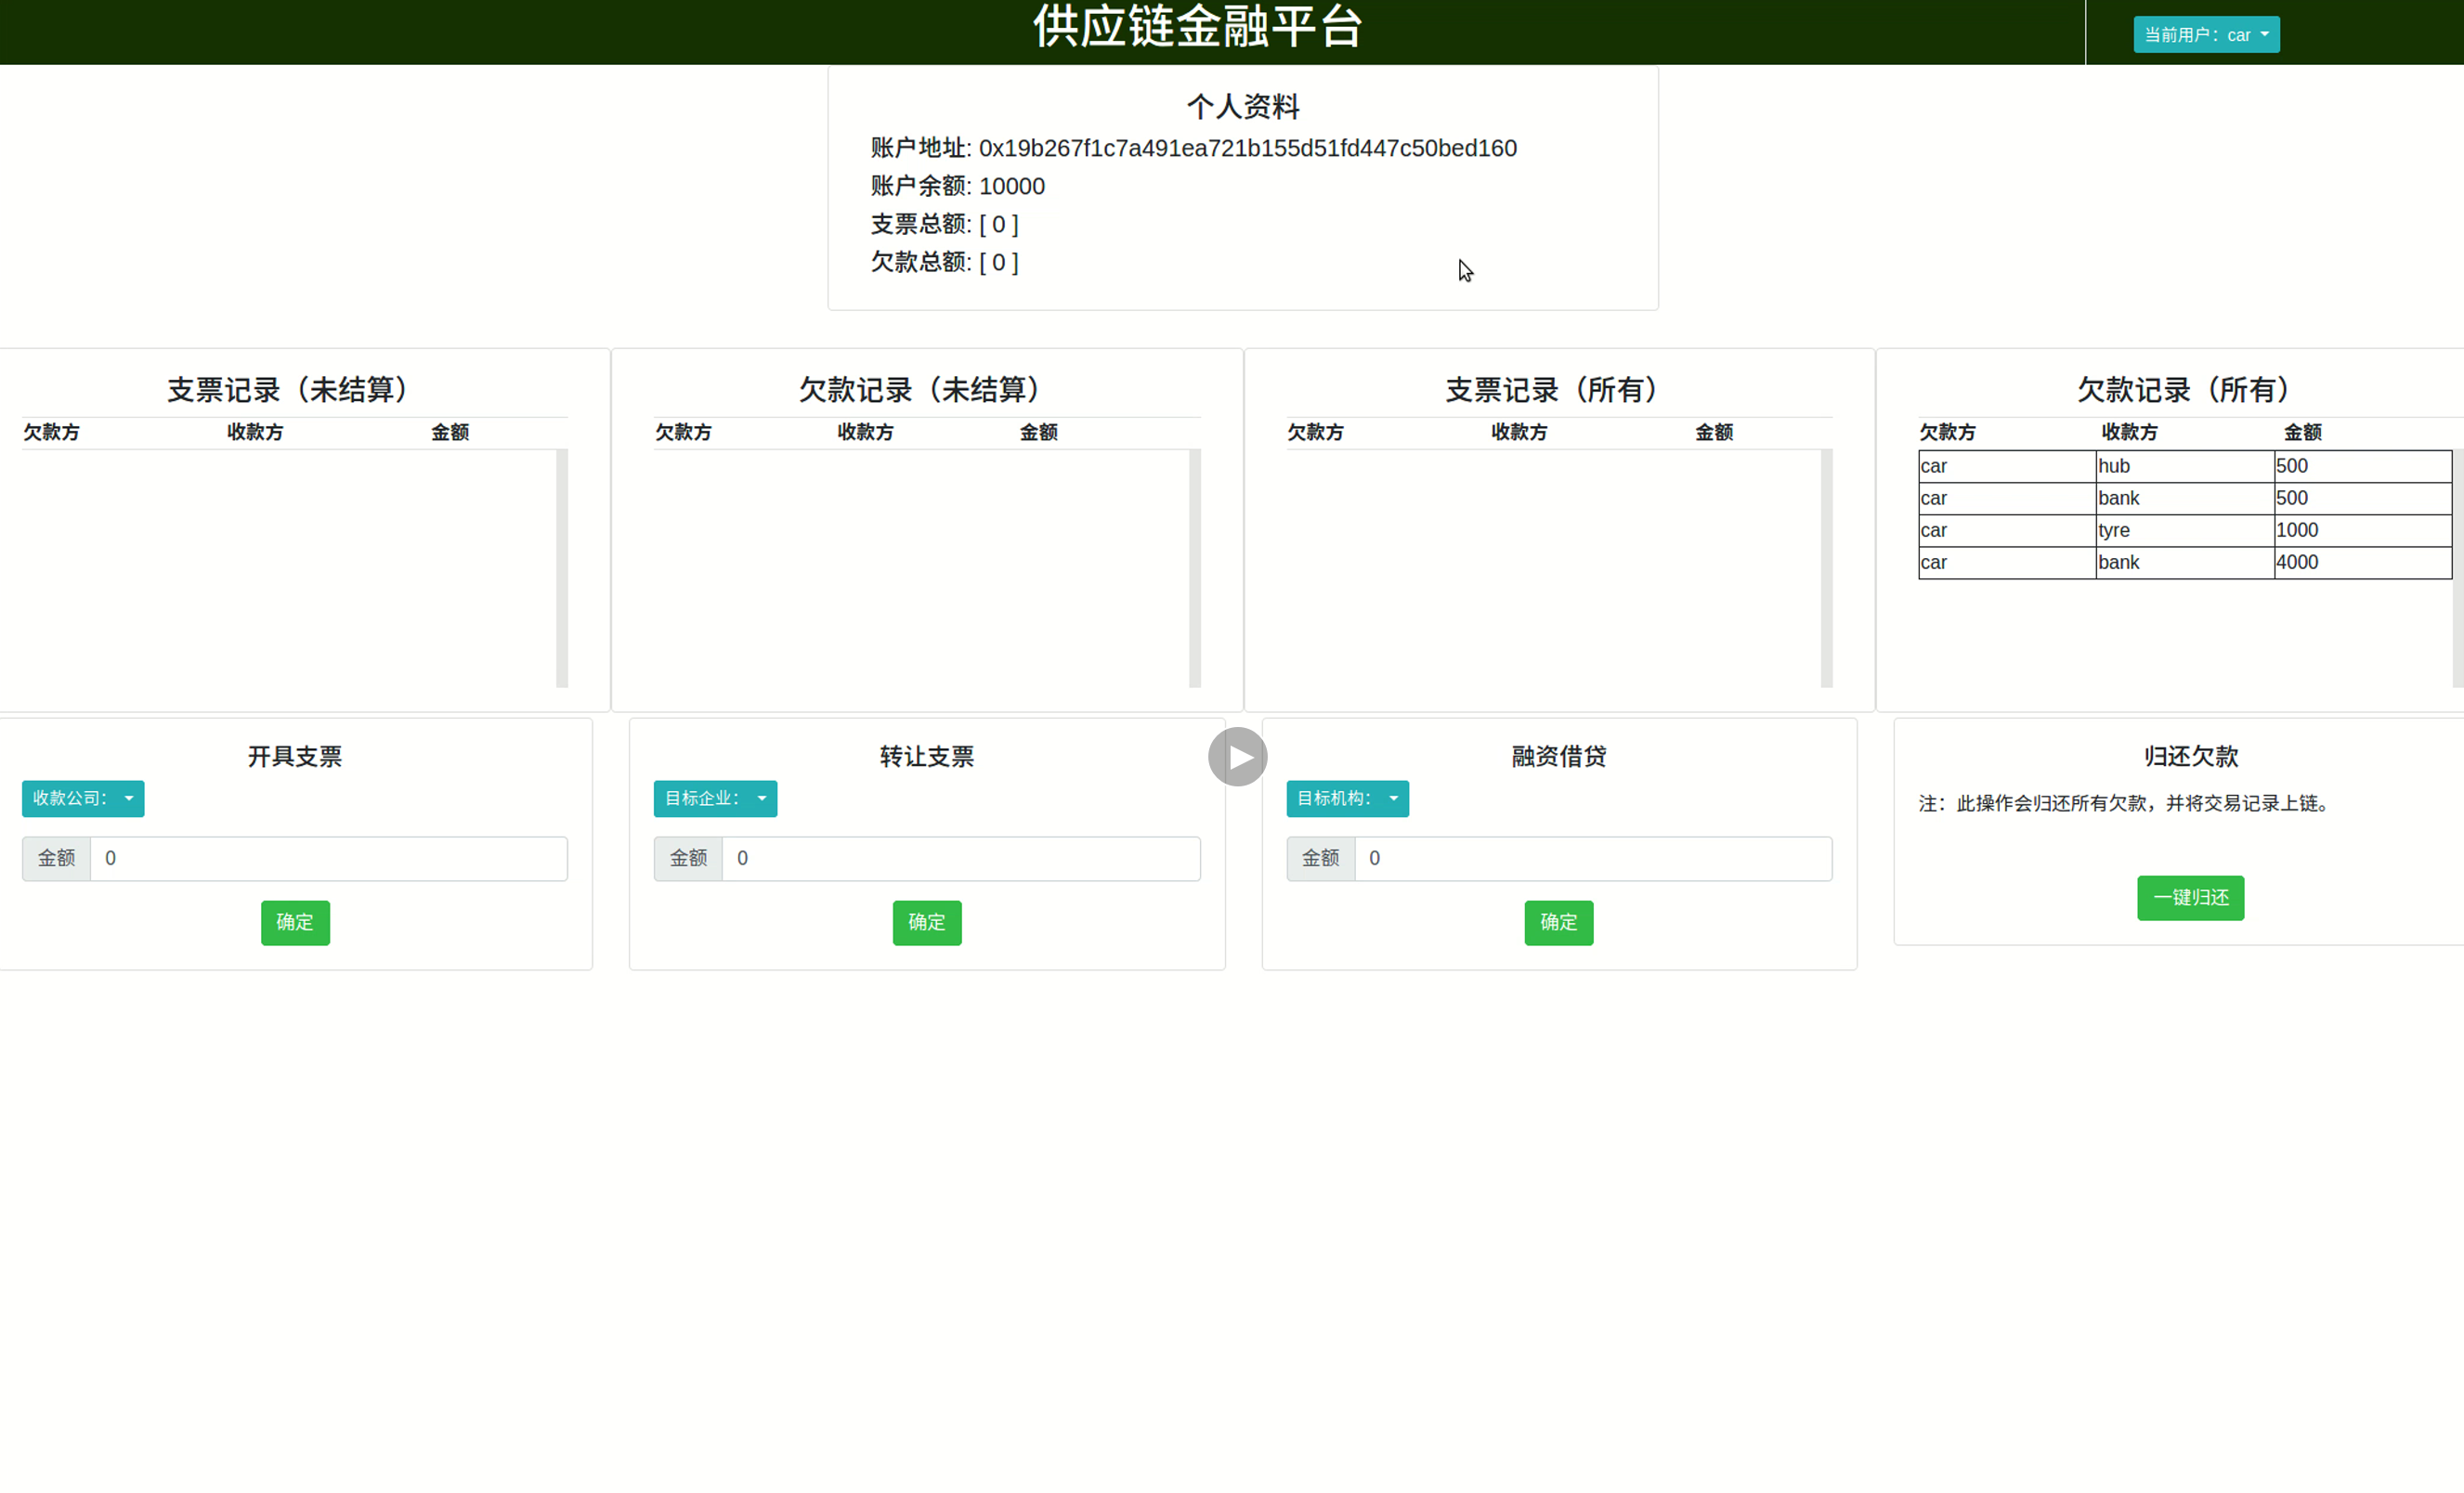 供应链金融平台
当前用户：car
个人资料
账户地址: 0x19b267f1c7a491ea721b155d51fd447c50bed160
账户余额: 10000
支票总额: [ 0 ]
欠款总额: [ 0 ]
支票记录（未结算）
欠款方 收款方 金额
欠款记录（未结算）
欠款方 收款方 金额
支票记录（所有）
欠款方 收款方 金额
欠款记录（所有）
欠款方 收款方 金额
car hub 500
car bank 500
car tyre 1000
car bank 4000
开具支票
收款公司：
金额 0
确定
转让支票
目标企业：
金额 0
确定
融资借贷
目标机构：
金额 0
确定
归还欠款
注：此操作会归还所有欠款，并将交易记录上链。
一键归还